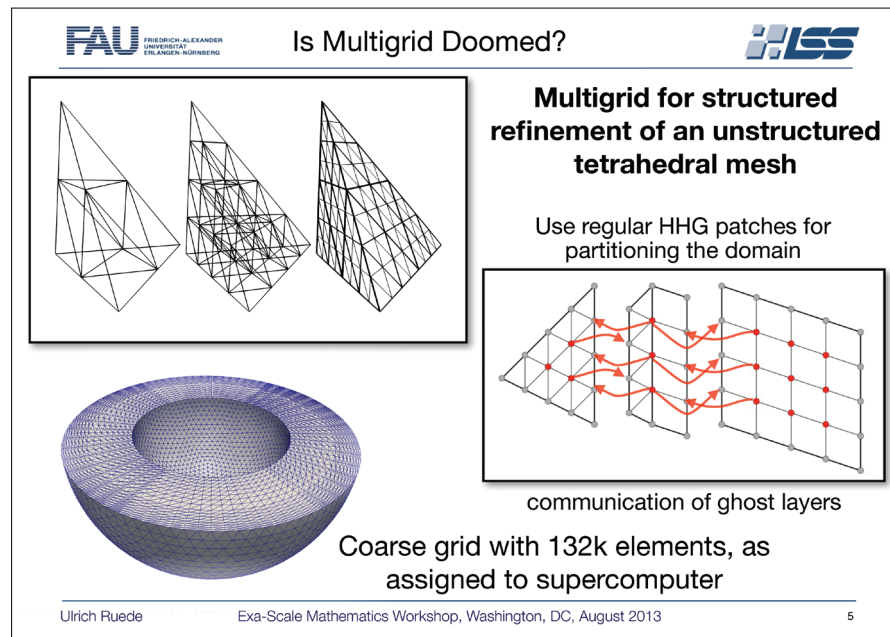 FAU FRIEDRICH-ALEXANDER
UNIVERSITÄT
ERLANGEN-NÜRNBERG
Is Multigrid Doomed?
LSS
Multigrid for structured
refinement of an unstructured
tetrahedral mesh
Use regular HHG patches for
partitioning the domain
communication of ghost layers
Coarse grid with 132k elements, as
assigned to supercomputer
Ulrich Ruede
Exa-Scale Mathematics Workshop, Washington, DC, August 2013
5